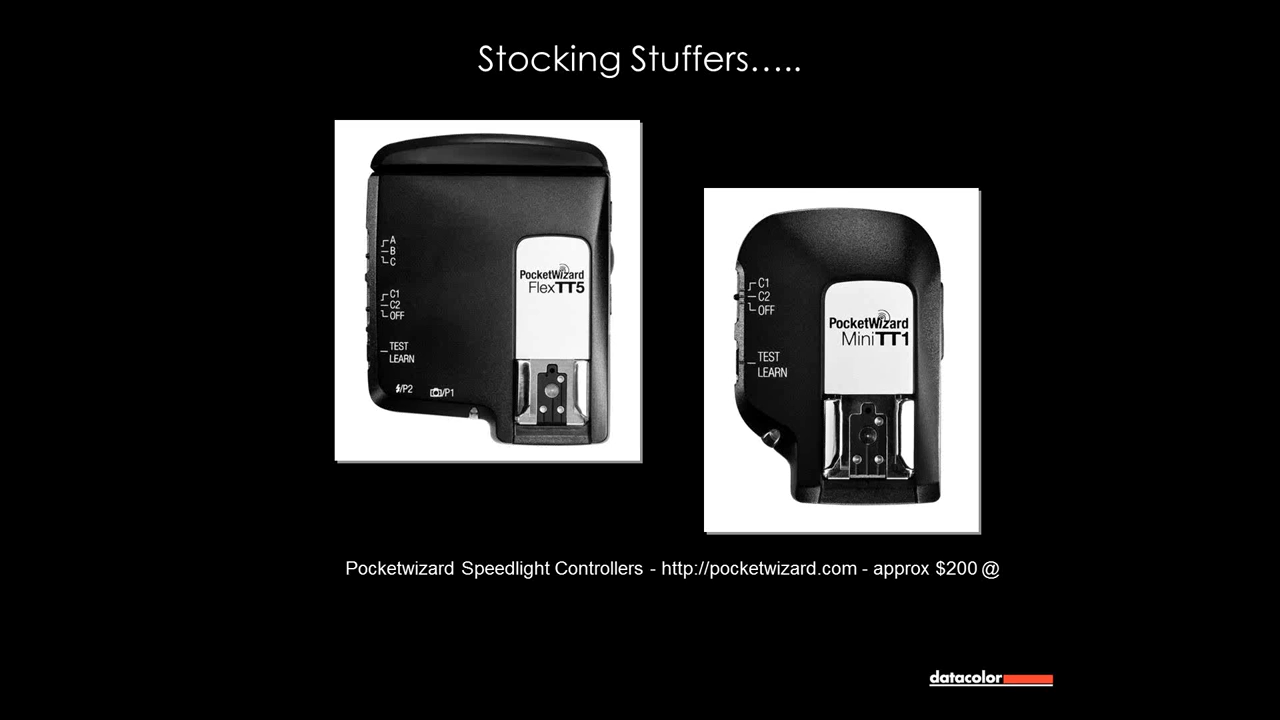 Stocking Stuffers.....
A
B
C
C1
C2
OFF
TEST
LEARN
/P2
/P1
PocketWizard
FlexTT5
C1
C2
OFF
TEST
LEARN
PocketWizard
MiniTT1
Pocketwizard Speedlight Controllers - http://pocketwizard.com - approx $200 @
datacolor